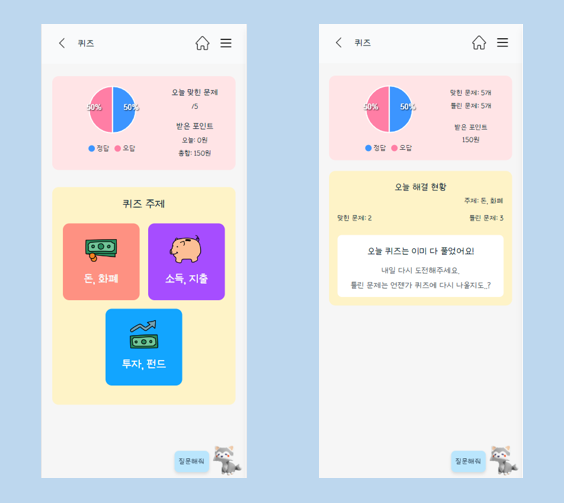 퀴즈
50%
50%
정답
오답
오늘 맞힌 문제
/5
받은 포인트
오늘: 0원
총합: 150원
퀴즈 주제
돈, 화폐
소득, 지출
투자, 펀드
질문해줘
퀴즈
50%
50%
정답
오답
맞힌 문제: 5개
틀린 문제: 5개
받은 포인트
150원
오늘 해결 현황
주제: 돈, 화폐
맞힌 문제: 2
틀린 문제: 3
오늘 퀴즈는 이미 다 풀었어요!
내일 다시 도전해주세요.
틀린 문제는 언젠가 퀴즈에 다시 나올지도..?
질문해줘